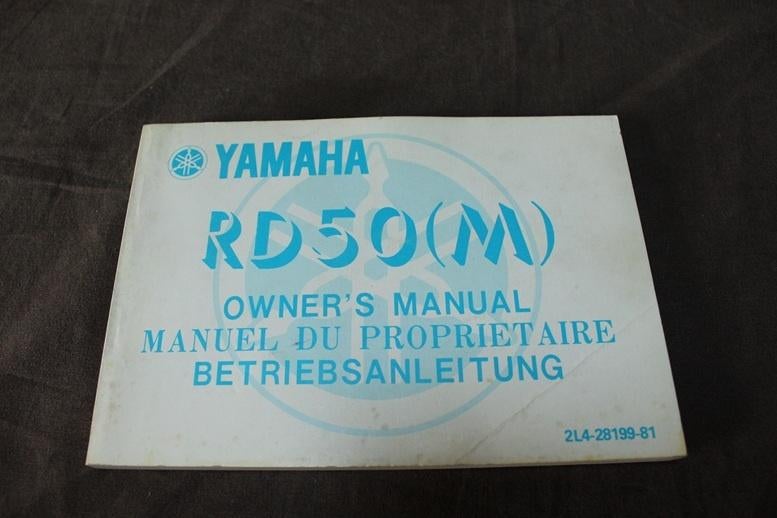 YAMAHA
RD50(M)
OWNER'S MANUAL
MANUEL DU PROPRIETAIRE
BETRIEBSANLEITUNG
2L4-28199-81